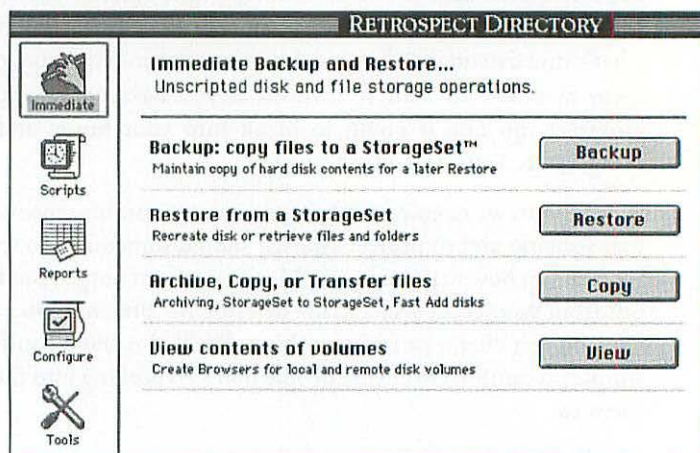 RETROSPECT DIRECTORY
Immediate
Scripts
Reports
Configure
Tools
Immediate Backup and Restore...
Unscripted disk and file storage operations.
Backup: copy files to a StorageSet™
Maintain copy of hard disk contents for a later Restore
Backup
Restore from a StorageSet
Recreate disk or retrieve files and folders
Restore
Archive, Copy, or Transfer files
Archiving, StorageSet to StorageSet, Fast Add disks
Copy
View contents of volumes
Create Browsers for local and remote disk volumes
View